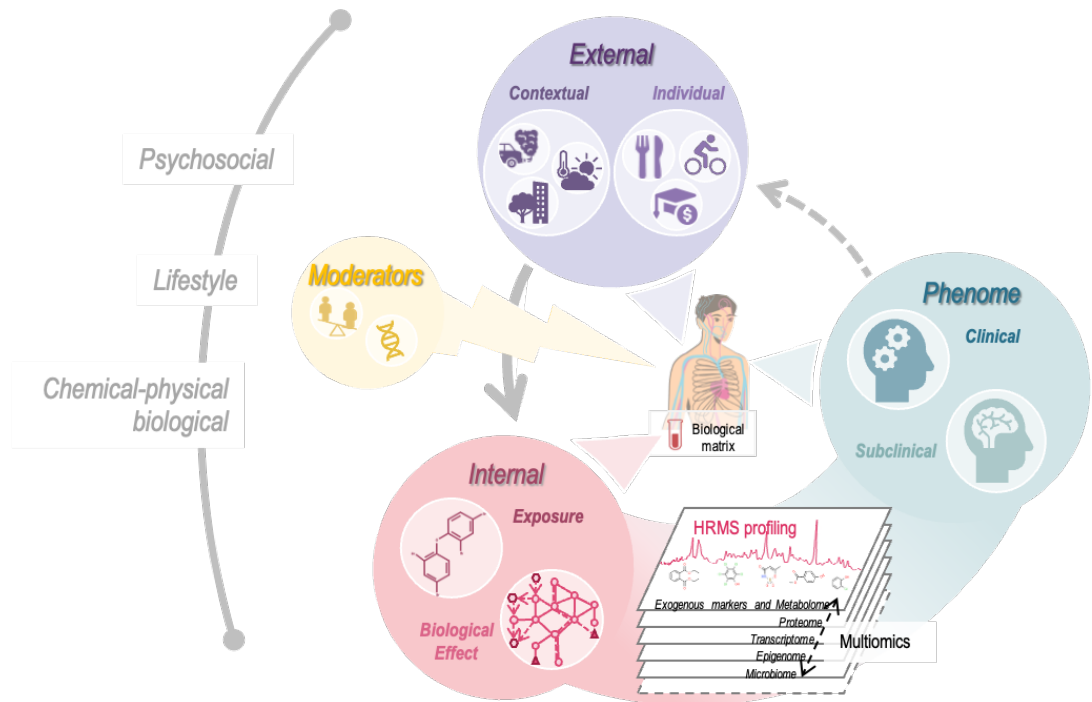 External
Contextual
Individual
Psychosocial
Lifestyle
Chemical-physical
biological
Moderators
Phenome
Clinical
Subclinical
Biological
matrix
Internal
Exposure
Biological
Effect
HRMS profiling
Exogenous markers and Metabolome
Proteome
Transcriptome
Epigenome
Microbiome
Multiomics